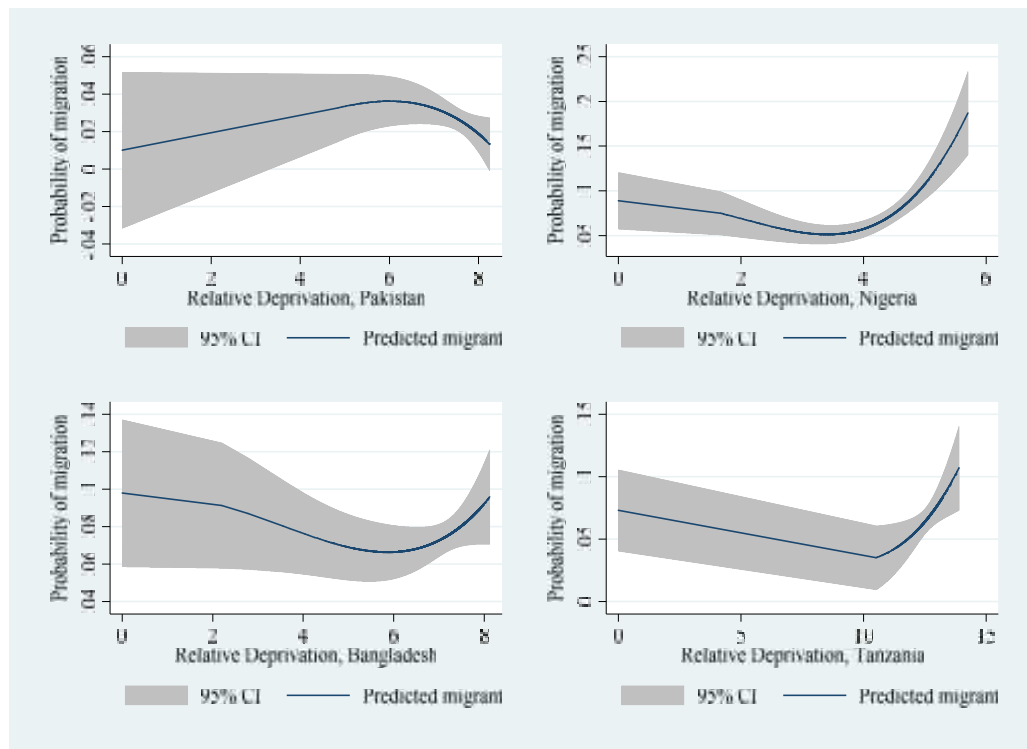 Probability of migration
.06
.04
.02
0
-.02
-.04
0 2 4 6 8
Relative Deprivation, Pakistan
95% CI Predicted migrant
Probability of migration
.25
.2
.15
.1
.05
0 2 4 6
Relative Deprivation, Nigeria
95% CI Predicted migrant
Probability of migration
.14
.12
.1
.08
.06
.04
0 2 4 6 8
Relative Deprivation, Bangladesh
95% CI Predicted migrant
Probability of migration
.15
.1
.05
0
0 5 10 15
Relative Deprivation, Tanzania
95% CI Predicted migrant